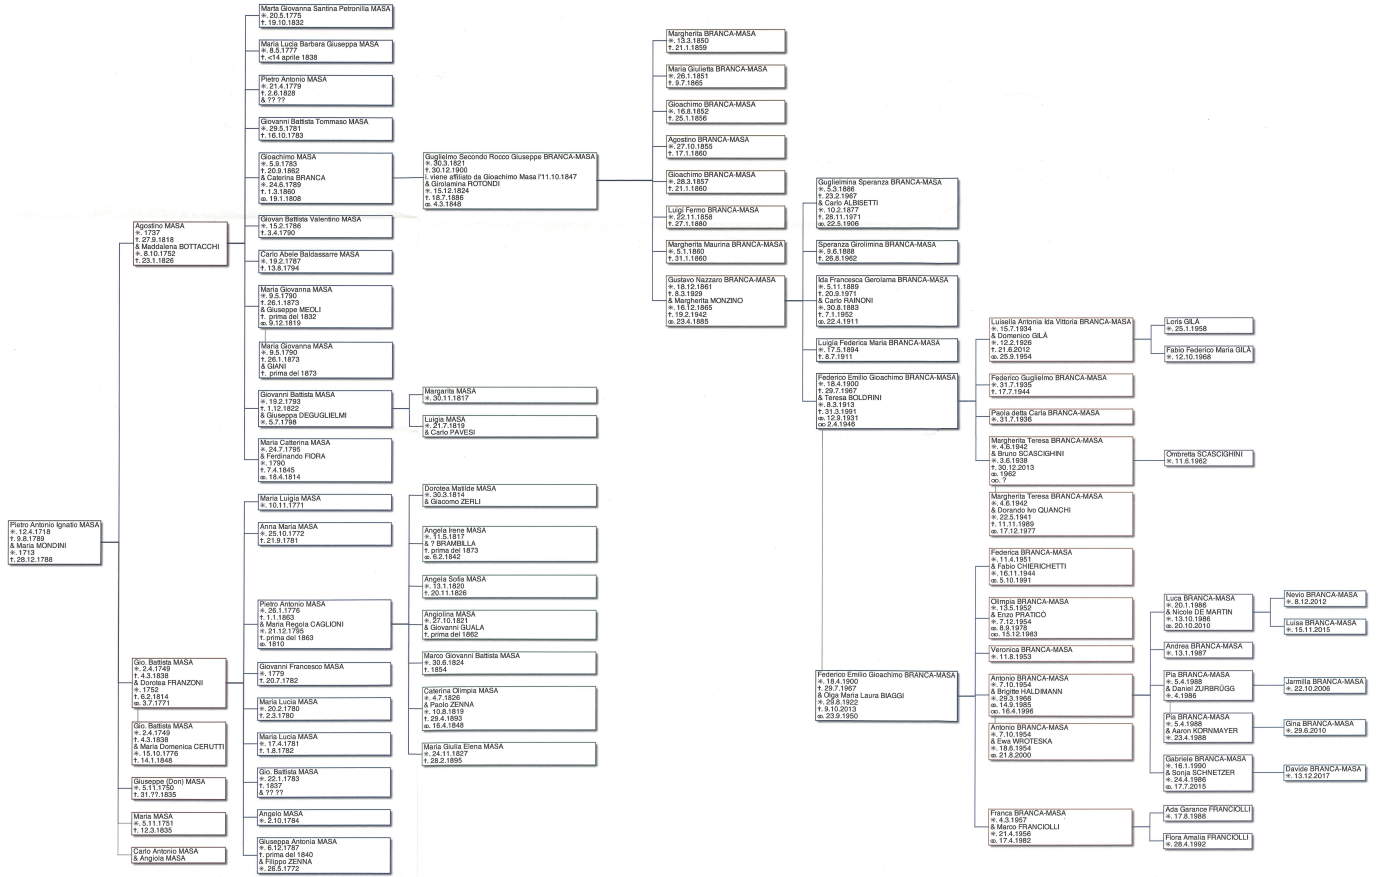 Pietro Antonio Ignatio MASA
✳. 12.4.1718
†. 9.8.1789
& Maria MONDINI
✳. 1713
†. 28.12.1788
Agostino MASA
✳. 1737
†. 27.9.1818
& Maddalena BOTTACCHI
✳. 8.10.1752
†. 23.1.1826
Gio. Battista MASA
✳. 2.4.1749
†. 4.3.1838
& Dorotea FRANZONI
✳. 1752
†. 6.2.1814
⚭. 3.7.1771
Gio. Battista MASA
✳. 2.4.1749
†. 4.3.1838
& Maria Domenica CERUTTI
✳. 15.10.1776
†. 14.1.1848
Giuseppe (Don) MASA
✳. 5.11.1750
†. 31.??.1835
Maria MASA
✳. 5.11.1751
†. 12.3.1835
Carlo Antonio MASA
& Angiola MASA
Marta Giovanna Santina Petronilla MASA
✳. 20.5.1775
†. 19.10.1832
Maria Lucia Barbara Giuseppa MASA
✳. 8.5.1777
†. <14 aprile 1838
Pietro Antonio MASA
✳. 21.4.1779
†. 2.6.1828
& ?? ??
Giovanni Battista Tommaso MASA
✳. 29.5.1781
†. 16.10.1783
Gioachimo MASA
✳. 5.9.1783
†. 20.9.1862
& Caterina BRANCA
✳. 24.6.1789
†. 1.3.1860
⚭. 19.1.1808
Giovan Battista Valentino MASA
✳. 15.2.1786
†. 3.4.1790
Carlo Abele Baldassarre MASA
✳. 19.2.1787
†. 13.8.1794
Maria Giovanna MASA
✳. 9.5.1790
†. 26.1.1873
& Giuseppe MEOLI
†. prima del 1832
⚭. 9.12.1819
Maria Giovanna MASA
✳. 9.5.1790
†. 26.1.1873
& GIANI
†. prima del 1873
Giovanni Battista MASA
✳. 19.2.1793
†. 1.12.1822
& Giuseppa DEGUGLIELMI
✳. 5.7.1798
Maria Catterina MASA
✳. 24.7.1795
& Ferdinando FIORA
✳. 1790
†. 7.4.1845
⚭. 18.4.1814
Maria Luigia MASA
✳. 10.11.1771
Anna Maria MASA
✳. 25.10.1772
†. 21.9.1781
Pietro Antonio MASA
✳. 26.1.1776
†. 1.1.1863
& Maria Regola CAGLIONI
✳. 21.12.1795
†. prima del 1863
⚭. 1810
Giovanni Francesco MASA
✳. 1779
†. 20.7.1782
Maria Lucia MASA
✳. 20.2.1780
†. 2.3.1780
Maria Lucia MASA
✳. 17.4.1781
†. 1.8.1782
Gio. Battista MASA
✳. 22.1.1783
†. 1837
& ?? ??
Angelo MASA
✳. 2.10.1784
Giuseppa Antonia MASA
✳. 6.12.1787
†. prima del 1840
& Filippo ZENNA
✳. 26.5.1772
Guglielmo Secondo Rocco Giuseppe BRANCA-MASA
✳. 30.3.1821
†. 30.12.1900
i. viene affiliato da Gioachimo Masa l'11.10.1847
& Girolamina ROTONDI
✳. 15.12.1824
†. 18.7.1886
⚭. 4.3.1848
Margarita MASA
✳. 30.11.1817
Luigia MASA
✳. 21.7.1819
& Carlo PAVESI
Dorotea Matilde MASA
✳. 30.3.1814
& Giacomo ZERLI
Angela Irene MASA
✳. 11.5.1817
& ? BRAMBILLA
†. prima del 1873
⚭. 6.2.1842
Angela Sofia MASA
✳. 13.1.1820
†. 20.11.1826
Angiolina MASA
✳. 27.10.1821
& Giovanni GUALA
†. prima del 1862
Marco Giovanni Battista MASA
✳. 30.6.1824
†. 1854
Caterina Olimpia MASA
✳. 4.7.1826
& Paolo ZENNA
✳. 10.8.1819
†. 29.4.1893
⚭. 16.4.1848
Maria Giulia Elena MASA
✳. 24.11.1827
†. 28.2.1895
Margherita BRANCA-MASA
✳. 13.3.1850
†. 21.1.1859
Maria Giulietta BRANCA-MASA
✳. 26.1.1851
†. 9.7.1865
Gioachimo BRANCA-MASA
✳. 16.8.1852
†. 25.1.1856
Agostino BRANCA-MASA
✳. 27.10.1855
†. 17.1.1860
Gioachimo BRANCA-MASA
✳. 28.3.1857
†. 21.1.1860
Luigi Fermo BRANCA-MASA
✳. 22.11.1858
†. 27.1.1880
Margherita Maurina BRANCA-MASA
✳. 5.1.1860
†. 31.1.1860
Gustavo Nazzaro BRANCA-MASA
✳. 18.12.1861
†. 8.3.1929
& Margherita MONZINO
✳. 16.12.1865
†. 19.2.1942
⚭. 23.4.1885
Guglielmina Speranza BRANCA-MASA
✳. 5.3.1886
†. 23.2.1967
& Carlo ALBISETTI
✳. 10.2.1877
†. 28.11.1971
⚭. 22.5.1906
Speranza Girolimina BRANCA-MASA
✳. 9.6.1888
†. 26.8.1962
Ida Francesca Gerolama BRANCA-MASA
✳. 5.11.1889
†. 20.9.1971
& Carlo RAINONI
✳. 30.8.1883
†. 7.1.1952
⚭. 22.4.1911
Luigia Federica Maria BRANCA-MASA
✳. 17.5.1894
†. 8.7.1911
Federico Emilio Gioachimo BRANCA-MASA
✳. 18.4.1900
†. 29.7.1967
& Teresa BOLDRINI
✳. 8.3.1913
†. 31.3.1991
⚭. 12.9.1931
⚮. 2.4.1946
Federico Emilio Gioachimo BRANCA-MASA
✳. 18.4.1900
†. 29.7.1967
& Olga Maria Laura BIAGGI
✳. 29.8.1922
†. 9.10.2013
⚭. 23.9.1950
Luisella Antonia Ida Vittoria BRANCA-MASA
✳. 15.7.1934
& Domenico GILÀ
✳. 12.2.1926
†. 21.6.2012
⚭. 25.9.1954
Federico Guglielmo BRANCA-MASA
✳. 31.7.1935
†. 17.7.1944
Paola detta Carla BRANCA-MASA
✳. 31.7.1936
Margherita Teresa BRANCA-MASA
✳. 4.6.1942
& Bruno SCASCIGHINI
✳. 3.6.1938
†. 30.12.2013
⚭. 1962
⚮. ?
Margherita Teresa BRANCA-MASA
✳. 4.6.1942
& Dorando Ivo QUANCHI
✳. 22.5.1941
†. 11.11.1989
⚭. 17.12.1977
Federica BRANCA-MASA
✳. 11.4.1951
& Fabio CHIERICHETTI
✳. 16.11.1944
⚭. 5.10.1991
Olimpia BRANCA-MASA
✳. 13.5.1952
& Enzo PRATICÒ
✳. 7.12.1954
⚭. 8.9.1978
⚮. 15.12.1983
Veronica BRANCA-MASA
✳. 11.8.1953
Antonio BRANCA-MASA
✳. 7.10.1954
& Brigitte HALDIMANN
✳. 29.3.1966
⚭. 14.9.1985
⚮. 16.4.1996
Antonio BRANCA-MASA
✳. 7.10.1954
& Ewa WROTESKA
✳. 18.6.1954
⚭. 21.8.2000
Franca BRANCA-MASA
✳. 4.3.1957
& Marco FRANCIOLLI
✳. 21.4.1956
⚭. 17.4.1982
Loris GILÀ
✳. 25.1.1958
Fabio Federico Maria GILÀ
✳. 12.10.1968
Ombretta SCASCIGHINI
✳. 11.6.1962
Luca BRANCA-MASA
✳. 20.1.1986
& Nicole DE MARTIN
✳. 13.10.1986
⚭. 20.10.2010
Andrea BRANCA-MASA
✳. 13.1.1987
Pia BRANCA-MASA
✳. 5.4.1988
& Daniel ZURBRÜGG
✳. 4.1986
Pia BRANCA-MASA
✳. 5.4.1988
& Aaron KORNMAYER
✳. 23.4.1988
Gabriele BRANCA-MASA
✳. 16.1.1990
& Sonja SCHNETZER
✳. 24.4.1986
⚭. 17.7.2015
Ada Garance FRANCIOLLI
✳. 17.8.1988
Flora Amalia FRANCIOLLI
✳. 28.4.1992
Nevio BRANCA-MASA
✳. 8.12.2012
Luisa BRANCA-MASA
✳. 15.11.2015
Jarmilla BRANCA-MASA
✳. 22.10.2006
Gina BRANCA-MASA
✳. 29.6.2010
Davide BRANCA-MASA
✳. 13.12.2017